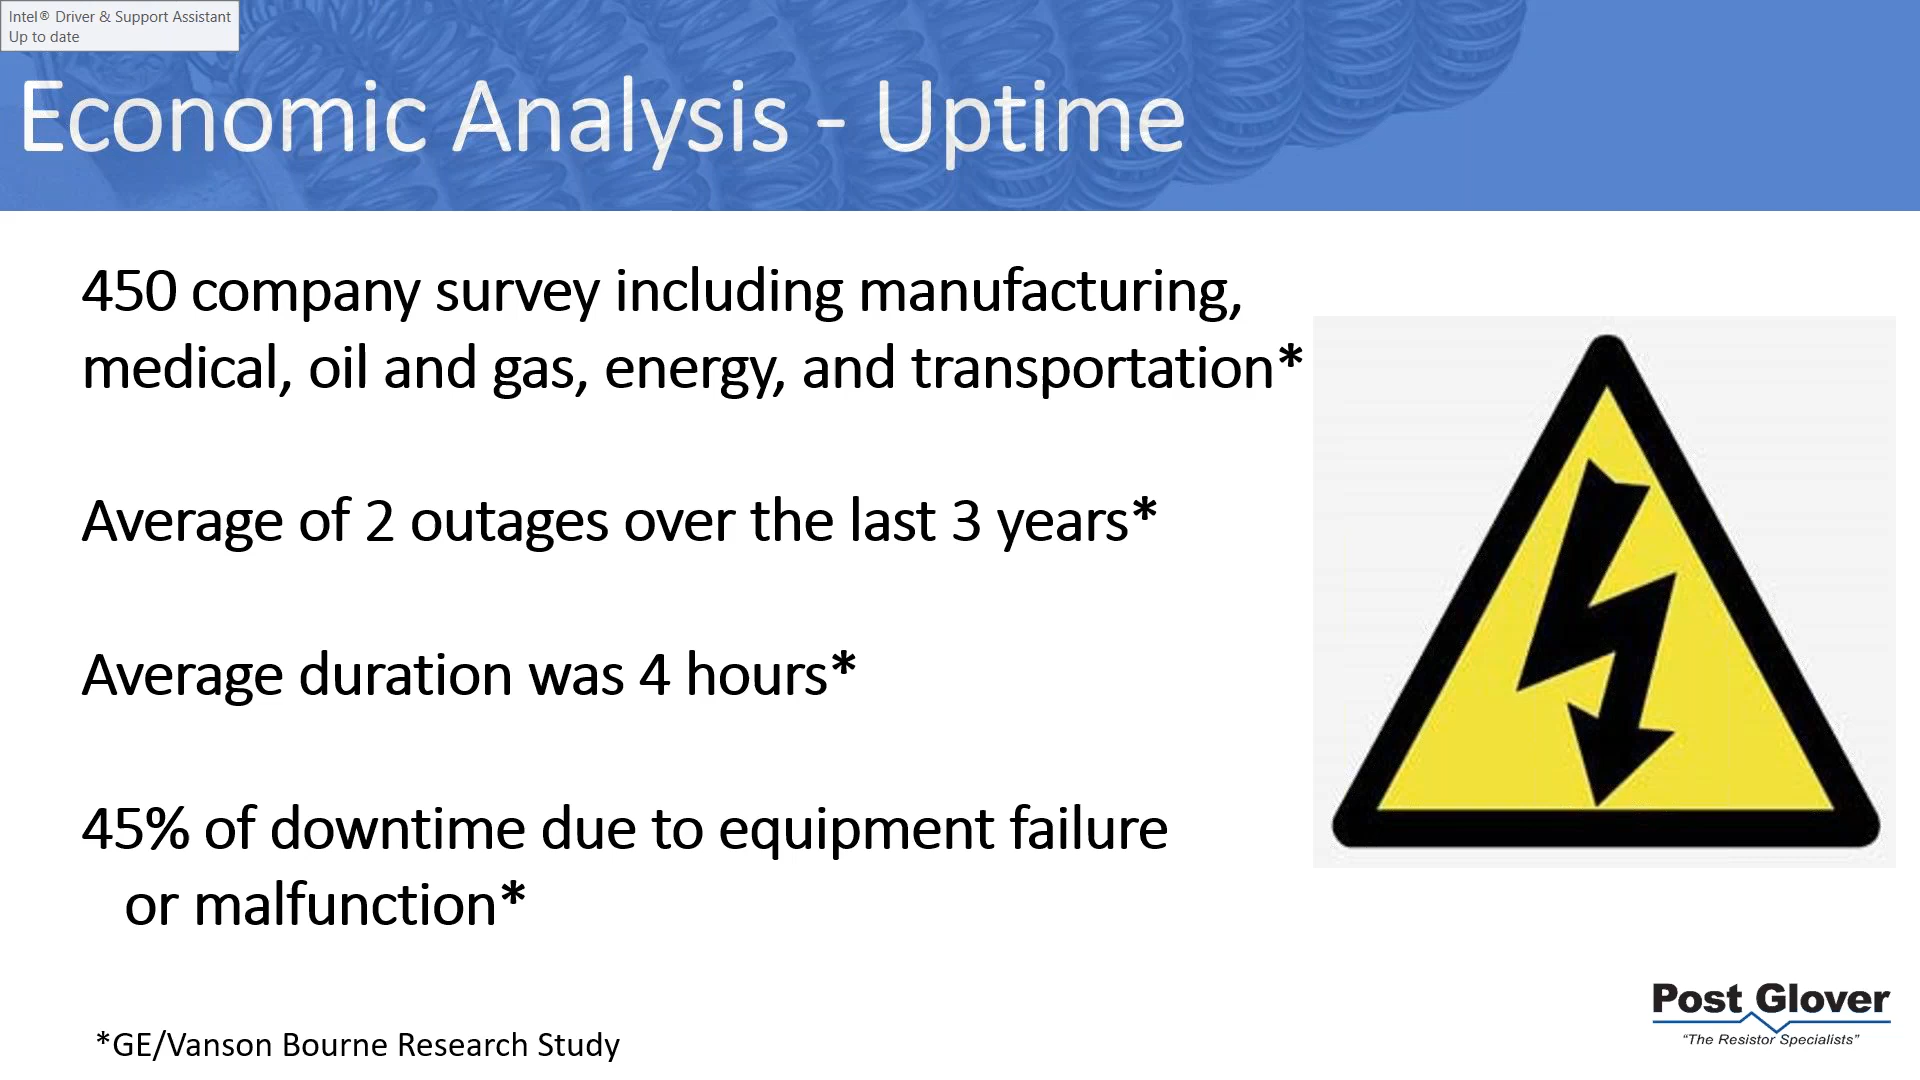 Intel® Driver & Support Assistant
Up to date
Economic Analysis - Uptime
450 company survey including manufacturing,
medical, oil and gas, energy, and transportation*
Average of 2 outages over the last 3 years*
Average duration was 4 hours*
45% of downtime due to equipment failure
or malfunction*
*GE/Vanson Bourne Research Study
Post Glover
"The Resistor Specialists"